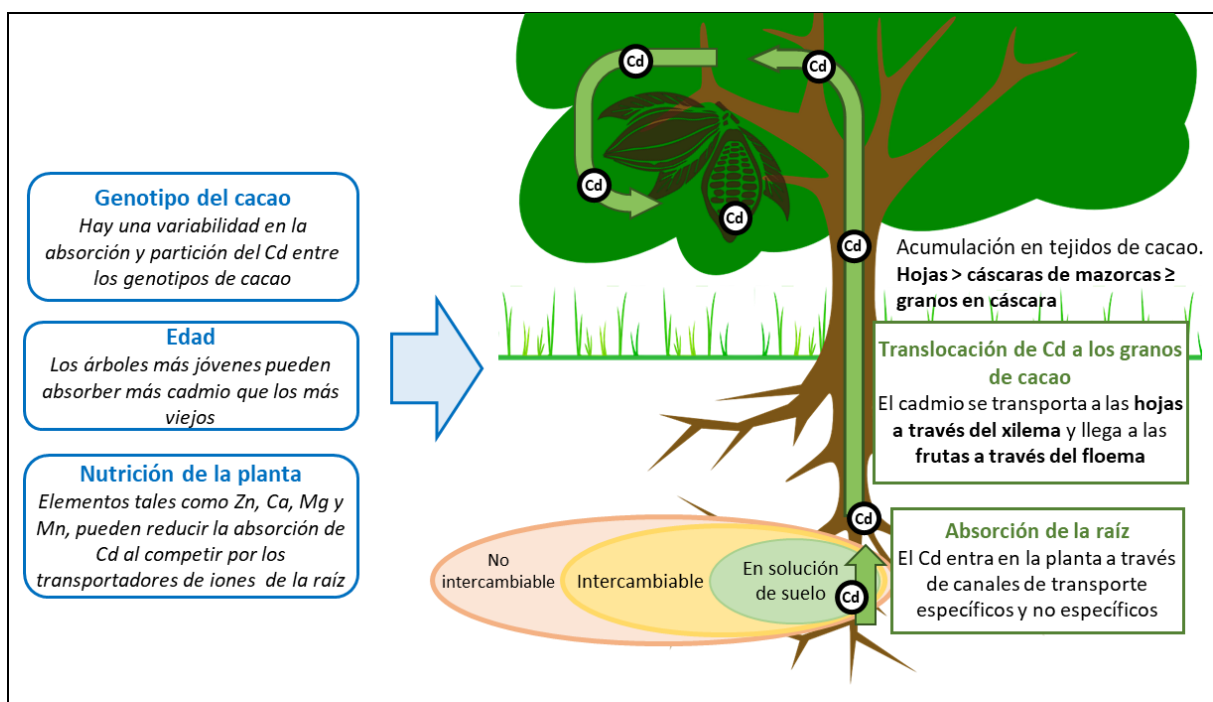 Genotipo del cacao
Hay una variabilidad en la
absorción y partición del Cd entre
los genotipos de cacao
Edad
Los árboles más jóvenes pueden
absorber más cadmio que los más
viejos
Nutrición de la planta
Elementos tales como Zn, Ca, Mg y
Mn, pueden reducir la absorción de
Cd al competir por los
transportadores de iones de la raíz
Cd
Cd
Cd
Cd
Cd
Acumulación en tejidos de cacao.
Hojas > cáscaras de mazorcas ≥
granos en cáscara
Translocación de Cd a los granos
de cacao
El cadmio se transporta a las hojas
a través del xilema y llega a las
frutas a través del floema
Cd
Absorción de la raíz
El Cd entra en la planta a través
de canales de transporte
específicos y no específicos
No
intercambiable
Intercambiable
En solución
de suelo
Cd